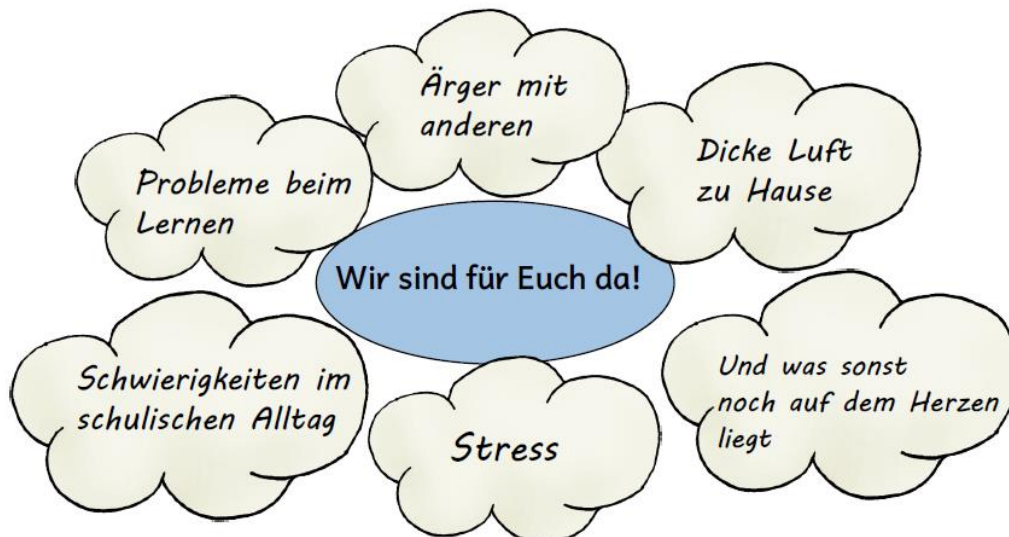 Ärger mit
anderen
Dicke Luft
zu Hause
Probleme beim
Lernen
Wir sind für Euch da!
Schwierigkeiten im
schulischen Alltag
Stress
Und was sonst
noch auf dem Herzen
liegt